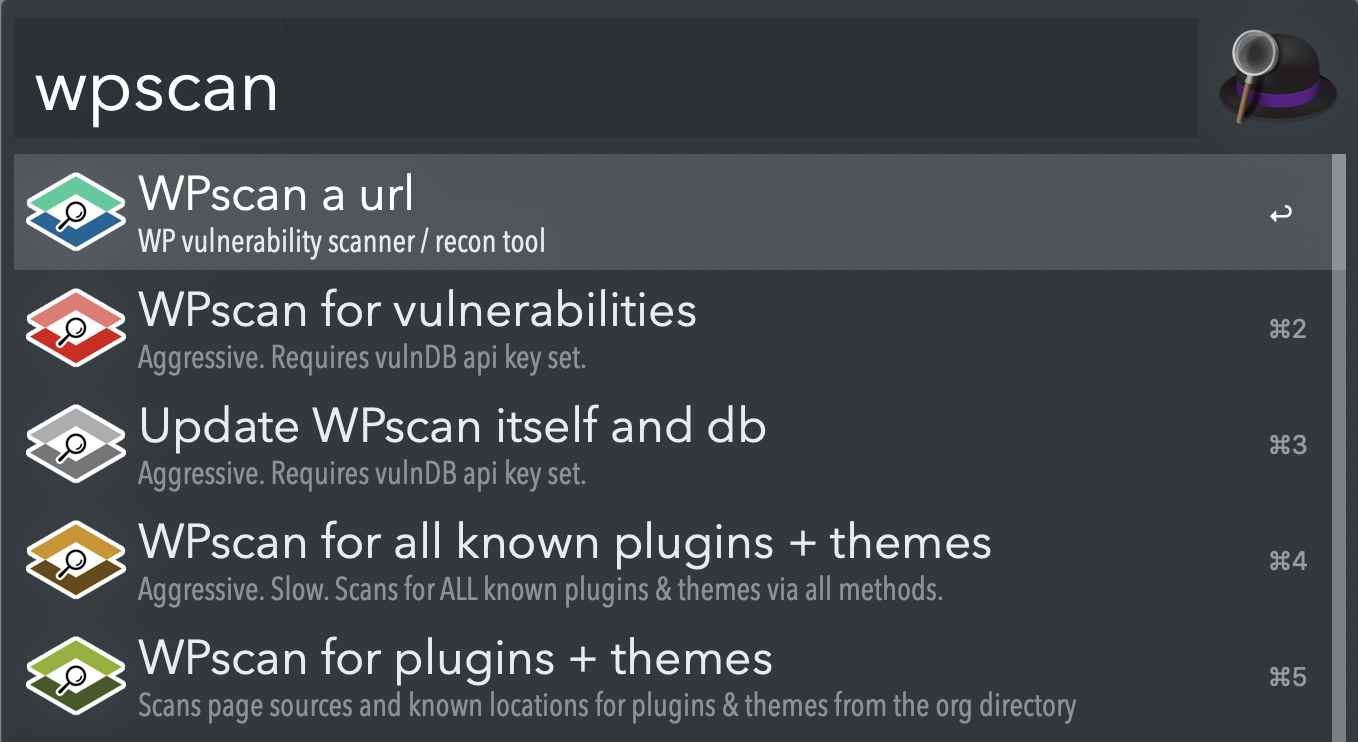 wpscan
WPscan a url
WP vulnerability scanner / recon tool
↩
WPscan for vulnerabilities
Aggressive. Requires vulnDB api key set.
⌘2
Update WPscan itself and db
Aggressive. Requires vulnDB api key set.
⌘3
WPscan for all known plugins + themes
Aggressive. Slow. Scans for ALL known plugins & themes via all methods.
⌘4
WPscan for plugins + themes
Scans page sources and known locations for plugins & themes from the org directory
⌘5